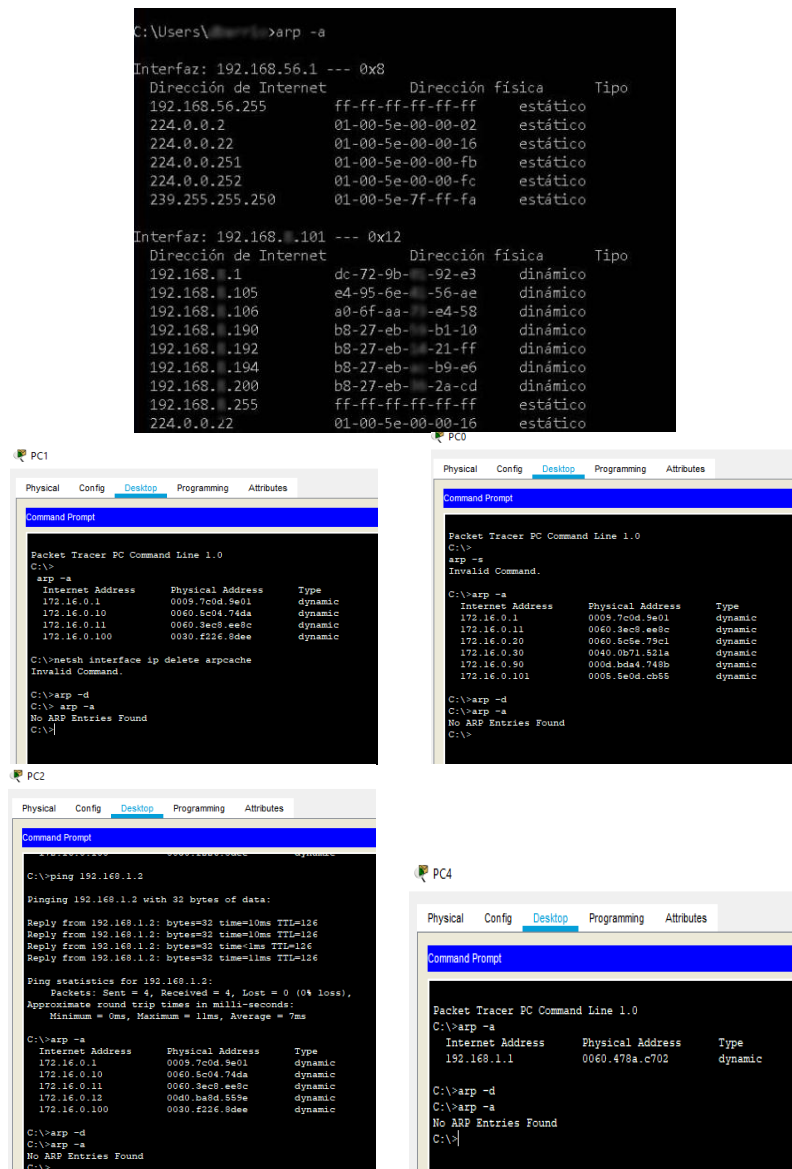 C:\Users\ >arp -a
Interfaz: 192.168.56.1 --- 0x8
Dirección de Internet Dirección física Tipo
192.168.56.255 ff-ff-ff-ff-ff-ff estático
224.0.0.2 01-00-5e-00-00-02 estático
224.0.0.22 01-00-5e-00-00-16 estático
224.0.0.251 01-00-5e-00-00-fb estático
224.0.0.252 01-00-5e-00-00-fc estático
239.255.255.250 01-00-5e-7f-ff-fa estático
Interfaz: 192.168. .101 --- 0x12
Dirección de Internet Dirección física Tipo
192.168. .1 dc-72-9b- -92-e3 dinámico
192.168. .105 e4-95-6e- -56-ae dinámico
192.168. .106 a0-6f-aa- -e4-58 dinámico
192.168. .190 b8-27-eb- -b1-10 dinámico
192.168. .192 b8-27-eb- -21-ff dinámico
192.168. .194 b8-27-eb- -b9-e6 dinámico
192.168. .200 b8-27-eb- -2a-cd dinámico
192.168. .255 ff-ff-ff-ff-ff-ff estático
224.0.0.22 01-00-5e-00-00-16 estático
PC1
Physical Config Desktop Programming Attributes
Command Prompt
Packet Tracer PC Command Line 1.0
C:\>
arp -a
Internet Address Physical Address Type
172.16.0.1 0009.7c0d.9e01 dynamic
172.16.0.10 0060.5c04.74da dynamic
172.16.0.11 0060.3ec8.ee8c dynamic
172.16.0.100 0030.f226.8dee dynamic
C:\>netsh interface ip delete arpcache
Invalid Command.
C:\>arp -d
C:\> arp -a
No ARP Entries Found
C:\>
PC0
Physical Config Desktop Programming Attributes
Command Prompt
Packet Tracer PC Command Line 1.0
C:\>
arp -s
Invalid Command.
C:\>arp -a
Internet Address Physical Address Type
172.16.0.1 0009.7c0d.9e01 dynamic
172.16.0.11 0060.3ec8.ee8c dynamic
172.16.0.20 0060.5c5e.79c1 dynamic
172.16.0.30 0040.0b71.521a dynamic
172.16.0.90 000d.bda4.748b dynamic
172.16.0.101 0005.5e0d.cb55 dynamic
C:\>arp -d
C:\>arp -a
No ARP Entries Found
C:\>
PC2
Physical Config Desktop Programming Attributes
Command Prompt
C:\>ping 192.168.1.2
Pinging 192.168.1.2 with 32 bytes of data:
Reply from 192.168.1.2: bytes=32 time=10ms TTL=126
Reply from 192.168.1.2: bytes=32 time=10ms TTL=126
Reply from 192.168.1.2: bytes=32 time<1ms TTL=126
Reply from 192.168.1.2: bytes=32 time=11ms TTL=126
Ping statistics for 192.168.1.2:
Packets: Sent = 4, Received = 4, Lost = 0 (0% loss),
Approximate round trip times in milli-seconds:
Minimum = 0ms, Maximum = 11ms, Average = 7ms
C:\>arp -a
Internet Address Physical Address Type
172.16.0.1 0009.7c0d.9e01 dynamic
172.16.0.10 0060.5c04.74da dynamic
172.16.0.11 0060.3ec8.ee8c dynamic
172.16.0.12 00d0.ba8d.559e dynamic
172.16.0.100 0030.f226.8dee dynamic
C:\>arp -d
C:\>arp -a
No ARP Entries Found
C:\>
PC4
Physical Config Desktop Programming Attributes
Command Prompt
Packet Tracer PC Command Line 1.0
C:\>arp -a
Internet Address Physical Address Type
192.168.1.1 0060.478a.c702 dynamic
C:\>arp -d
C:\>arp -a
No ARP Entries Found
C:\>